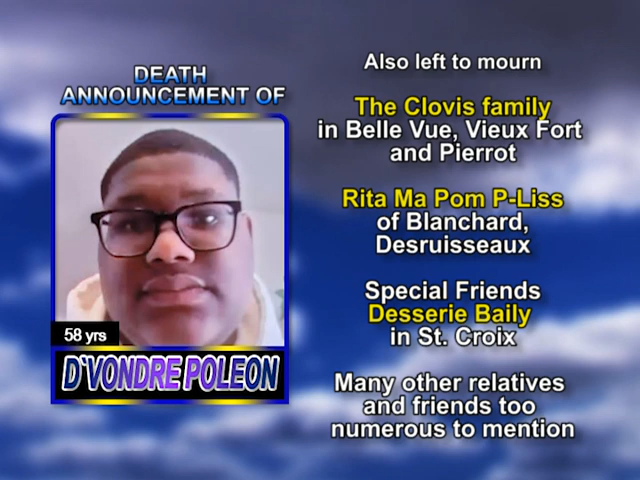 DEATH
ANNOUNCEMENT OF
58 yrs
D`VONDRE POLEON
Also left to mourn
The Clovis family
in Belle Vue, Vieux Fort
and Pierrot
Rita Ma Pom P-Liss
of Blanchard,
Desruisseaux
Special Friends
Desserie Baily
in St. Croix
Many other relatives
and friends too
numerous to mention